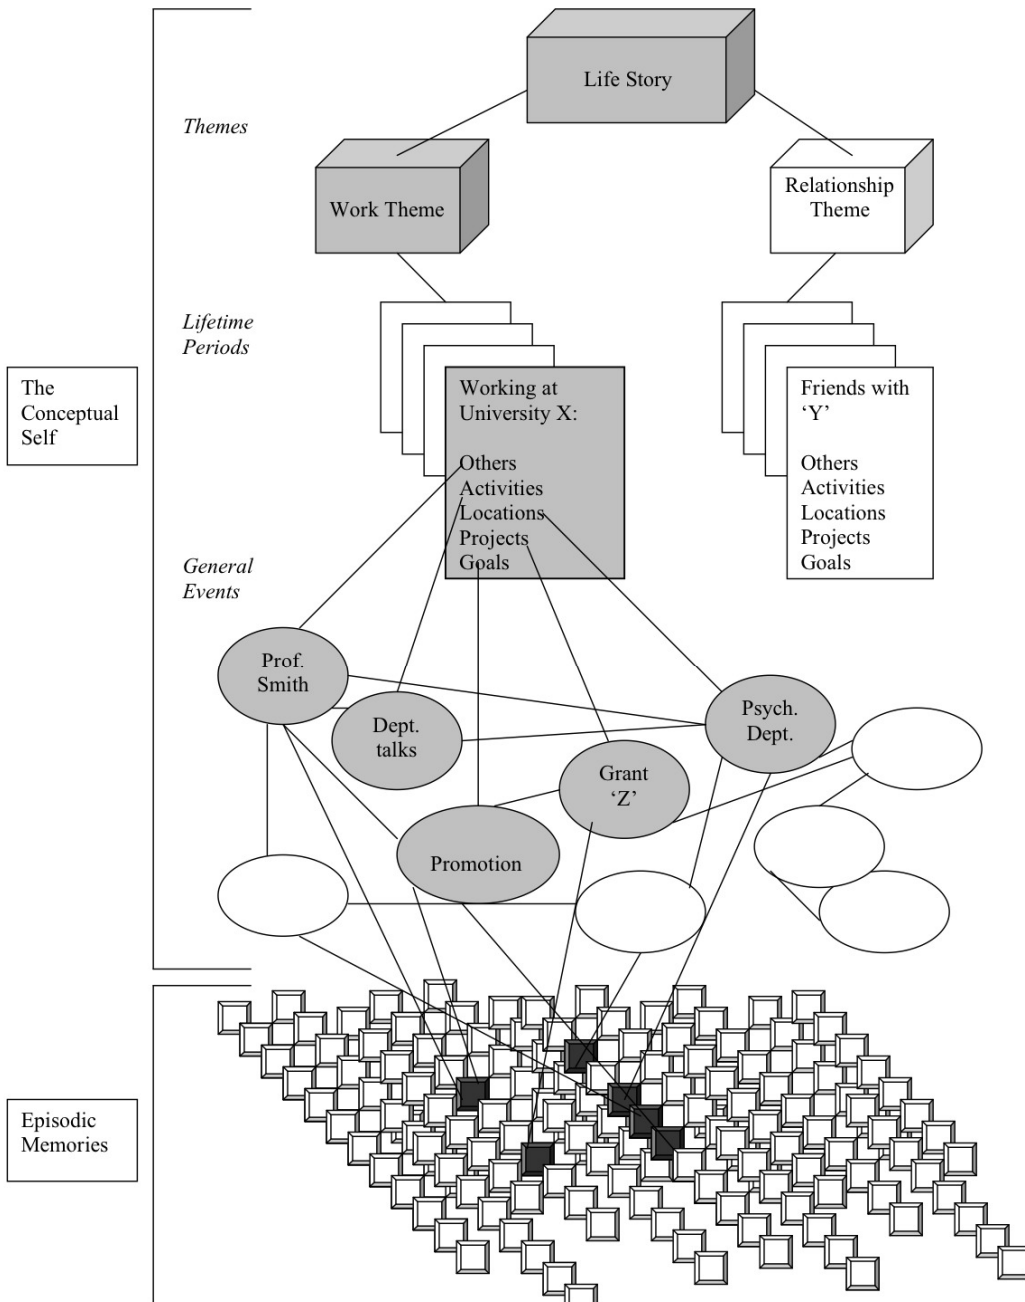 Life Story
Themes
Work Theme
Relationship
Theme
Lifetime
Periods
The
Conceptual
Self
Working at
University X:
Others
Activities
Locations
Projects
Goals
Friends with
‘Y’
Others
Activities
Locations
Projects
Goals
General
Events
Prof.
Smith
Dept.
talks
Psych.
Dept.
Grant
‘Z’
Promotion
Episodic
Memories